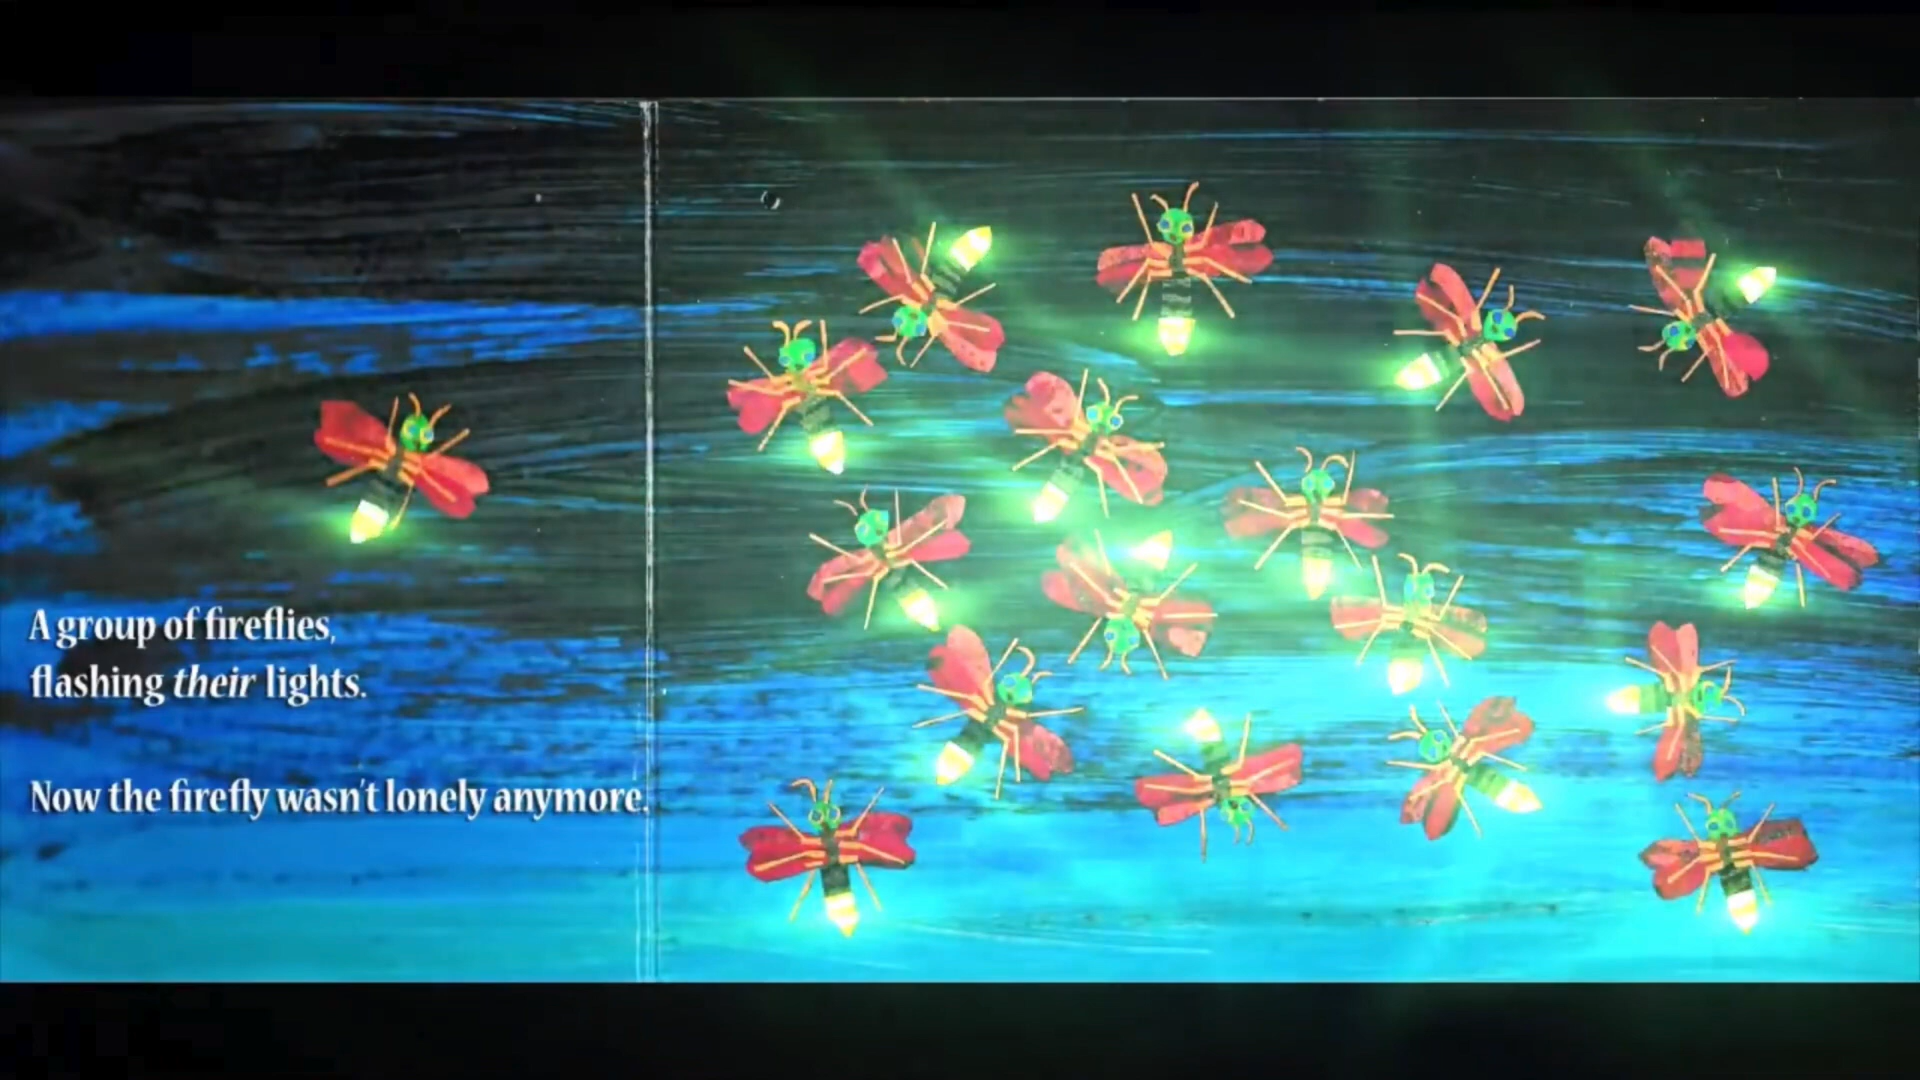 A group of fireflies,
flashing their lights.
Now the firefly wasn't lonely anymore.